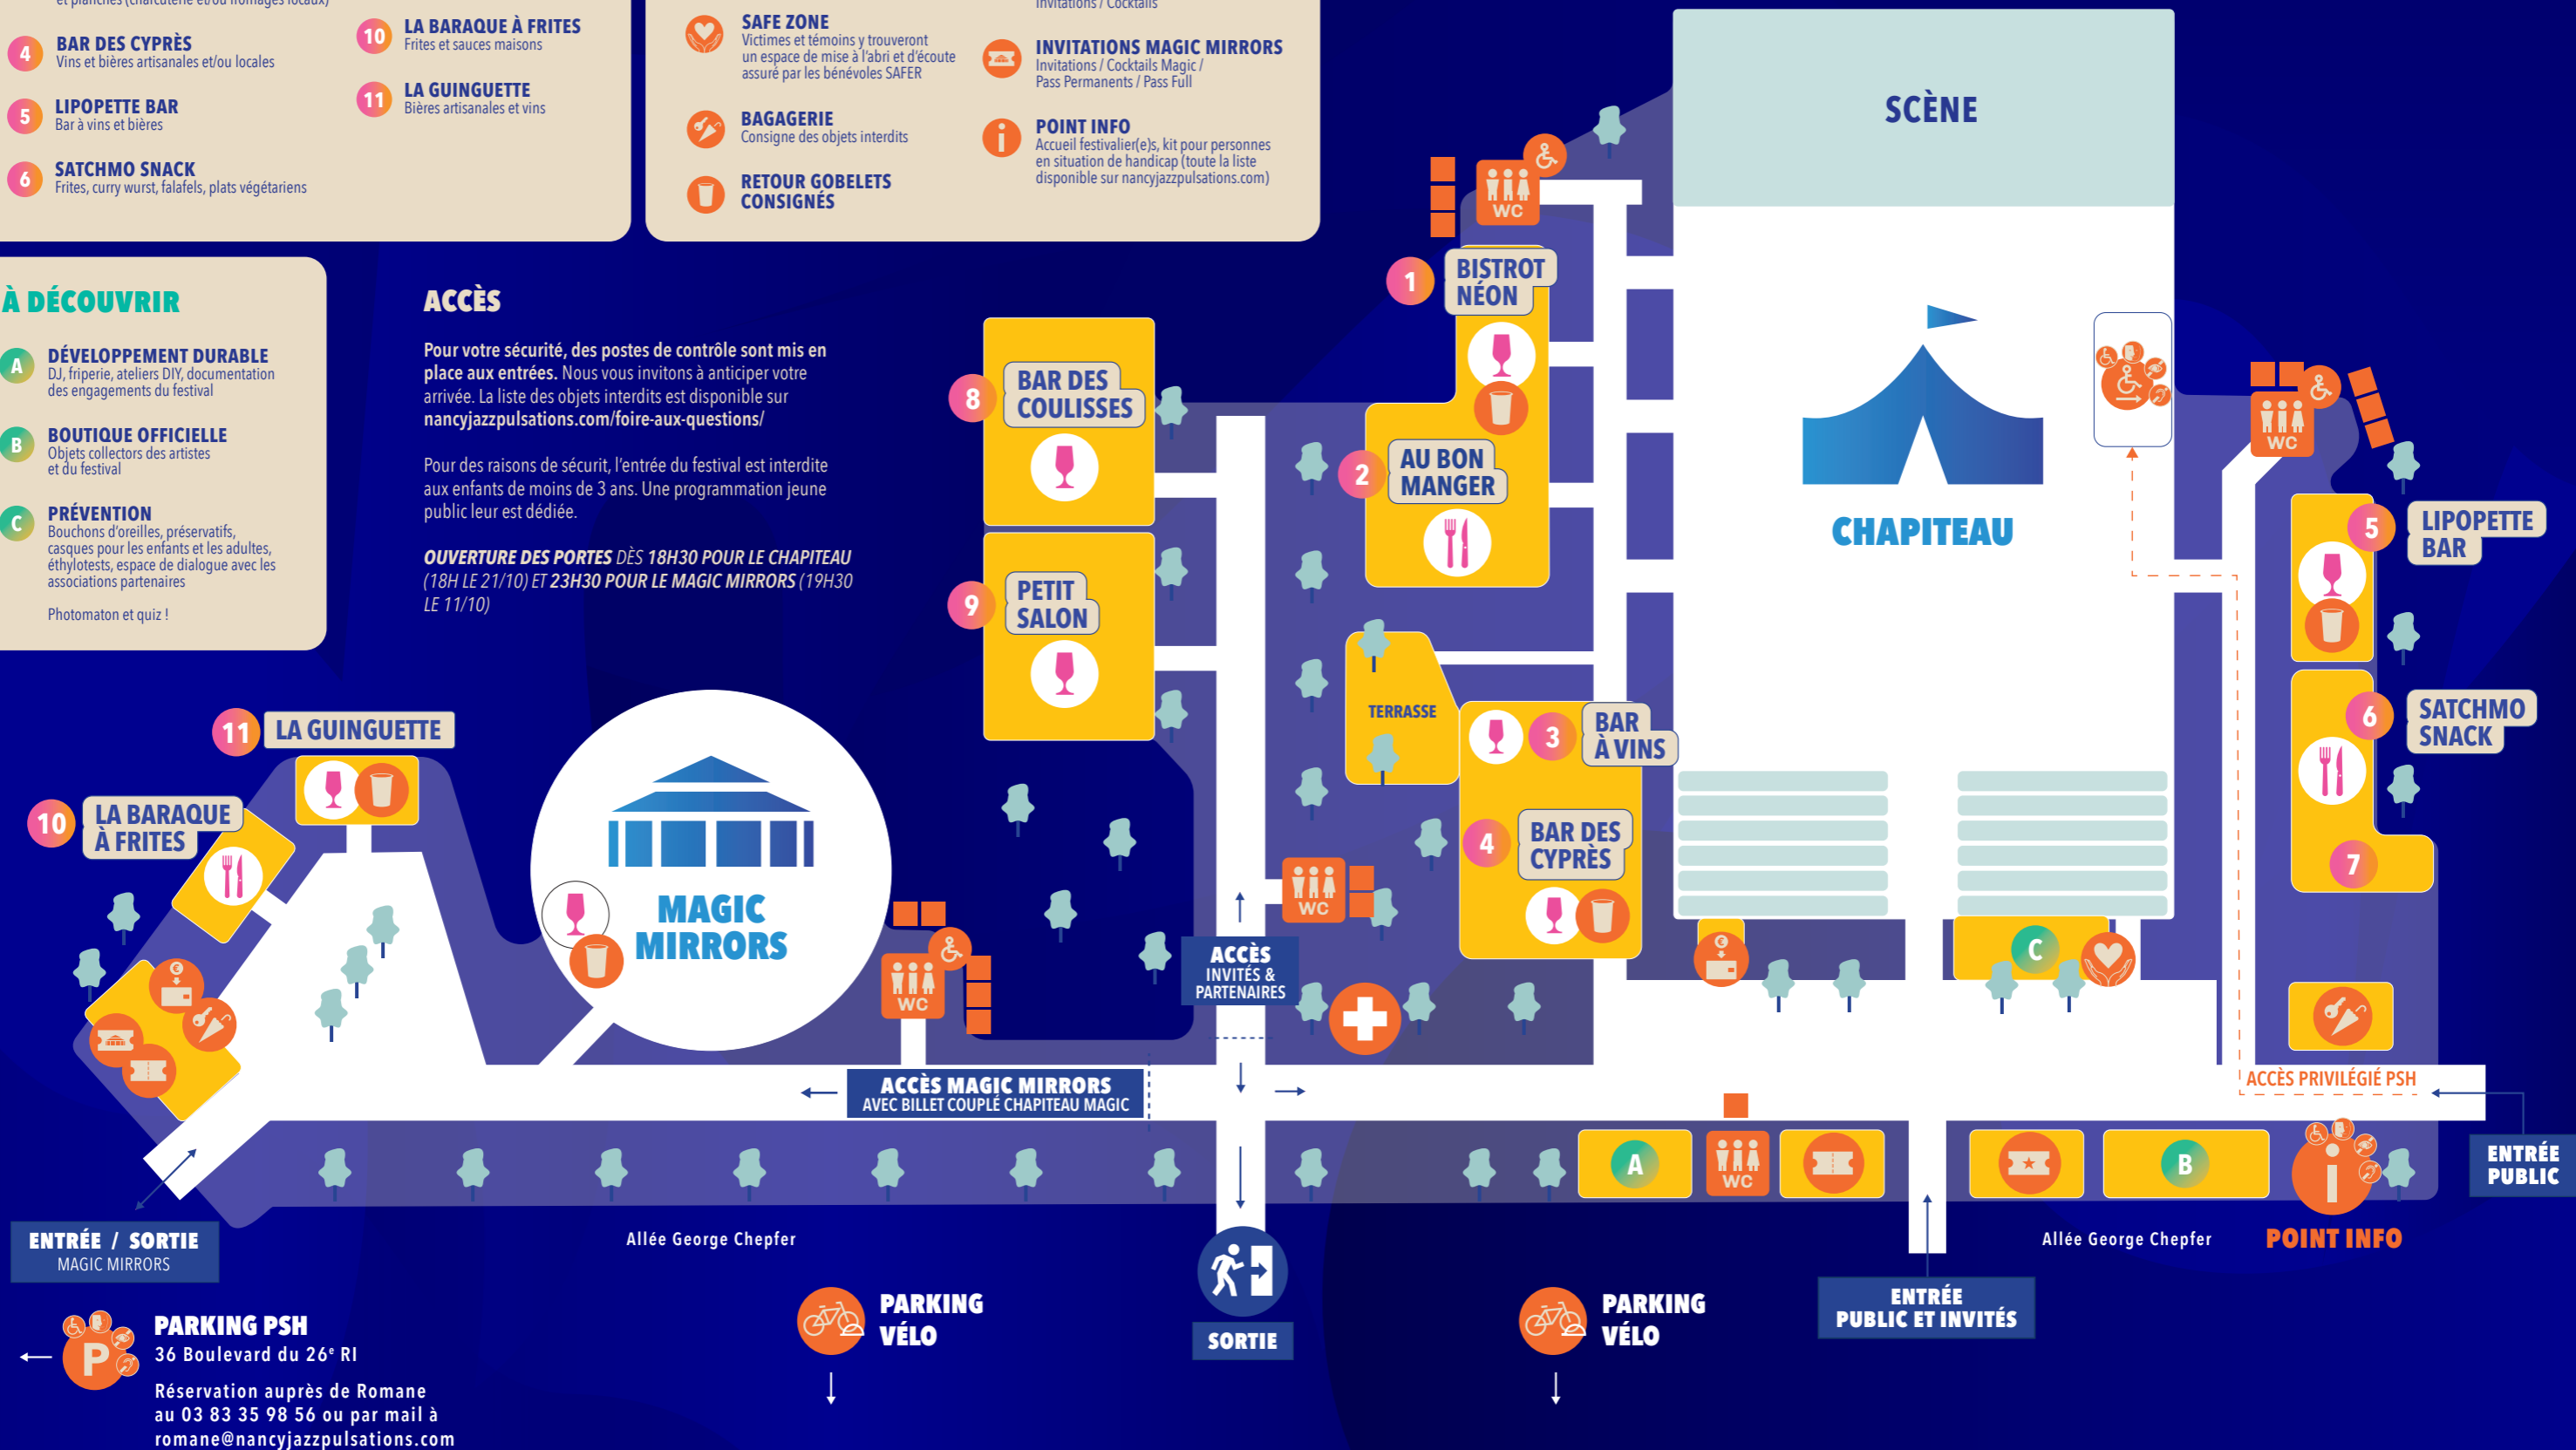 et planches (charcuterie et/ou fromages locaux)
4
BAR DES CYPRÈS
Vins et bières artisanales et/ou locales
5
LIPOPETTE BAR
Bar à vins et bières
6
SATCHMO SNACK
Frites, curry wurst, falafels, plats végétariens
10
LA BARAQUE À FRITES
Frites et sauces maisons
11
LA GUINGUETTE
Bières artisanales et vins
SAFE ZONE
Victimes et témoins y trouveront
un espace de mise à l'abri et d'écoute
assuré par les bénévoles SAFER
BAGAGERIE
Consigne des objets interdits
RETOUR GOBELETS
CONSIGNÉS
Invitations / Cocktails
INVITATIONS MAGIC MIRRORS
Invitations / Cocktails Magic /
Pass Permanents / Pass Full
i
POINT INFO
Accueil festivalier(e)s, kit pour personnes
en situation de handicap (toute la liste
disponible sur nancyjazzpulsations.com)
À DÉCOUVRIR
A
DÉVELOPPEMENT DURABLE
DJ, friperie, ateliers DIY, documentation
des engagements du festival
B
BOUTIQUE OFFICIELLE
Objets collectors des artistes
et du festival
C
PRÉVENTION
Bouchons d'oreilles, préservatifs,
casques pour les enfants et les adultes,
éthylotests, espace de dialogue avec les
associations partenaires
Photomaton et quiz !
ACCÈS
Pour votre sécurité, des postes de contrôle sont mis en
place aux entrées. Nous vous invitons à anticiper votre
arrivée. La liste des objets interdits est disponible sur
nancyjazzpulsations.com/foire-aux-questions/
Pour des raisons de sécurit, l'entrée du festival est interdite
aux enfants de moins de 3 ans. Une programmation jeune
public leur est dédiée.
OUVERTURE DES PORTES DÈS 18H30 POUR LE CHAPITEAU
(18H LE 21/10) ET 23H30 POUR LE MAGIC MIRRORS (19H30
LE 11/10)
SCÈNE
WC
1
BISTROT
NÉON
8
BAR DES
COULISSES
2
AU BON
MANGER
CHAPITEAU
WC
5
LIPOPETTE
BAR
9
PETIT
SALON
TERRASSE
3
BAR
À VINS
6
SATCHMO
SNACK
7
11
LA GUINGUETTE
10
LA BARAQUE
À FRITES
MAGIC
MIRRORS
4
BAR DES
CYPRÈS
WC
WC
€
C
€
ACCÈS
INVITÉS &
PARTENAIRES
ACCÈS MAGIC MIRRORS
AVEC BILLET COUPLÉ CHAPITEAU MAGIC
ACCÈS PRIVILÉGIÉ PSH
A
WC
B
i
ENTRÉE
PUBLIC
ENTRÉE / SORTIE
MAGIC MIRRORS
Allée George Chepfer
Allée George Chepfer
POINT INFO
P
PARKING PSH
36 Boulevard du 26e RI
Réservation auprès de Romane
au 03 83 35 98 56 ou par mail à
romane@nancyjazzpulsations.com
PARKING
VÉLO
SORTIE
PARKING
VÉLO
ENTRÉE
PUBLIC ET INVITÉS